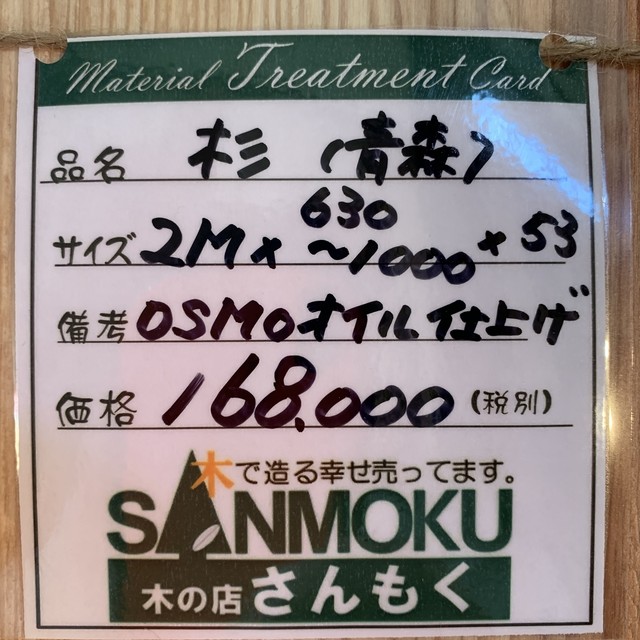 Material Treatment Card
品名 杉 (青森)
サイズ 2M × 630~1000 × 53
備考 OSMOオイル仕上げ
価格 168,000 (税別)
木で造る幸せ売ってます。
SANMOKU
木の店 さんもく